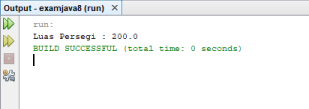 Output - examjava8 (run) ×
run:
Luas Persegi : 200.0
BUILD SUCCESSFUL (total time: 0 seconds)